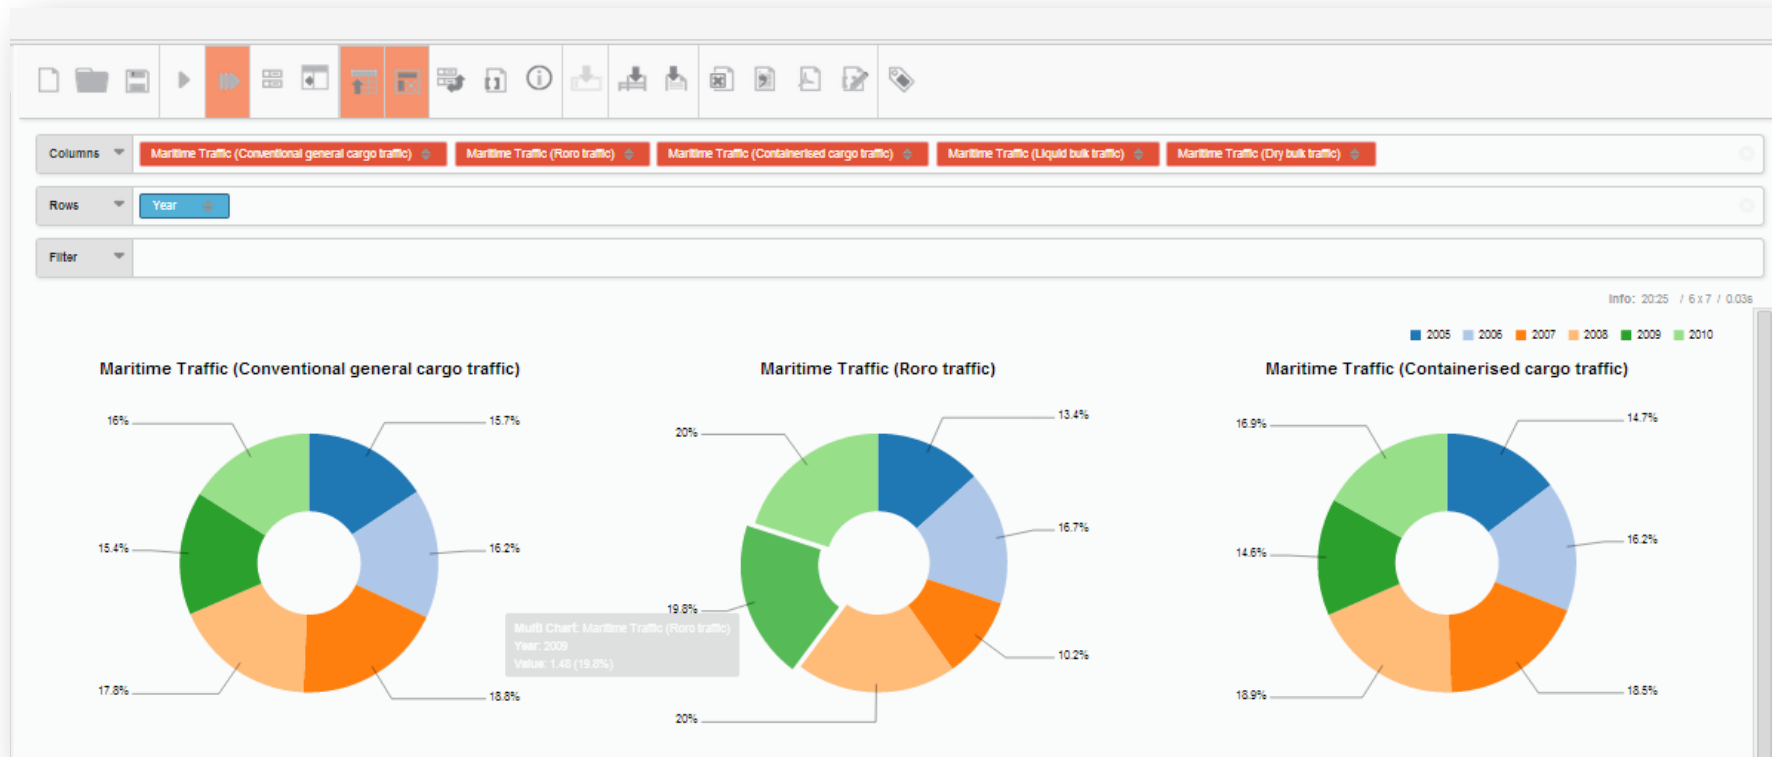 Columns Maritime Traffic (Conventional general cargo traffic) Maritime Traffic (Roro traffic) Maritime Traffic (Containerised cargo traffic) Maritime Traffic (Liquid bulk traffic) Maritime Traffic (Dry bulk traffic)
Rows Year
Filter
Info: 20:25 / 6 x 7 / 0.03s
2005 2006 2007 2008 2009 2010
Maritime Traffic (Conventional general cargo traffic)
16%
15.7%
15.4%
16.2%
17.8%
18.8%
Maritime Traffic (Roro traffic)
20%
13.4%
16.7%
19.8%
10.2%
20%
Multi Chart: Maritime Traffic (Roro traffic)
Year: 2009
Value: 1.48 (19.8%)
Maritime Traffic (Containerised cargo traffic)
16.9%
14.7%
14.6%
16.2%
18.9%
18.5%